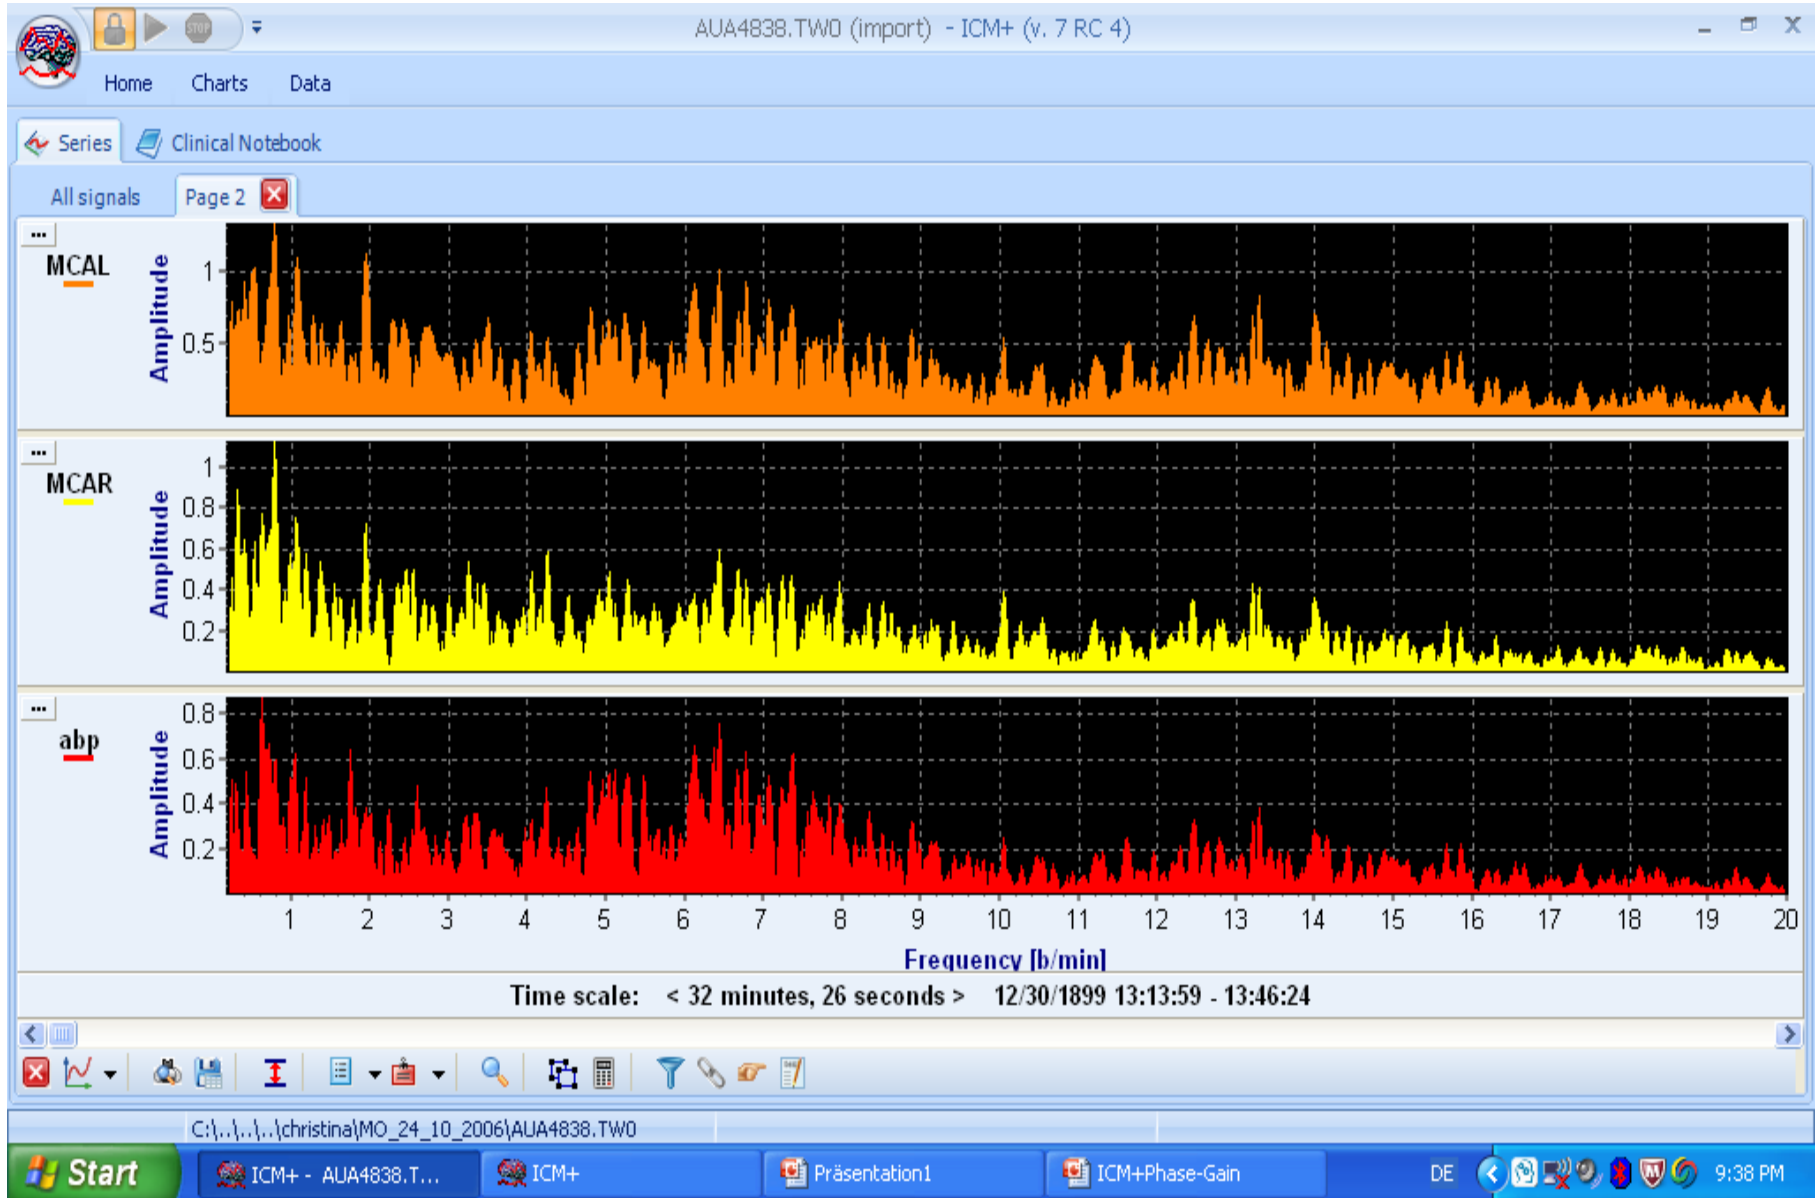 STOP
AUA4838.TW0 (import) - ICM+ (v. 7 RC 4)
Home Charts Data
Series Clinical Notebook
All signals Page 2
MCAL
Amplitude
1
0.5
MCAR
Amplitude
1
0.8
0.6
0.4
0.2
abp
Amplitude
0.8
0.6
0.4
0.2
1 2 3 4 5 6 7 8 9 10 11 12 13 14 15 16 17 18 19 20
Frequency [b/min]
Time scale: < 32 minutes, 26 seconds > 12/30/1899 13:13:59 - 13:46:24
C:\..\..\..\christina\MO_24_10_2006\AUA4838.TW0
Start ICM+ - AUA4838.T... ICM+ Präsentation1 ICM+Phase-Gain DE 9:38 PM